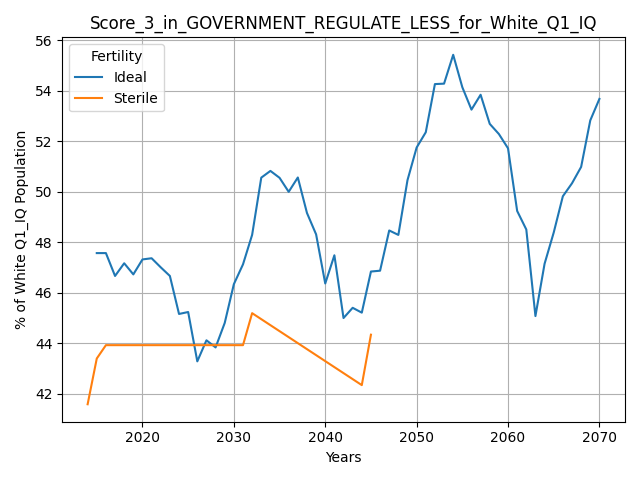 Score_3_in_GOVERNMENT_REGULATE_LESS_for_White_Q1_IQ
Fertility
Ideal
Sterile
% of White Q1_IQ Population
56
54
52
50
48
46
44
42
2020 2030 2040 2050 2060 2070
Years